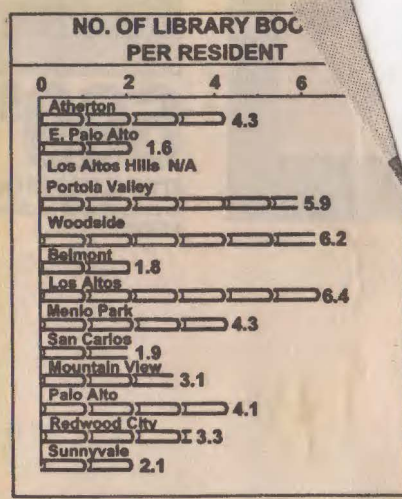 NO. OF LIBRARY BOO
PER RESIDENT
0 2 4 6
Atherton
4.3
E. Palo Alto
1.6
Los Altos Hills N/A
Portola Valley
5.9
Woodside
6.2
Belmont
1.8
Los Altos
6.4
Menlo Park
4.3
San Carlos
1.9
Mountain View
3.1
Palo Alto
4.1
Redwood City
3.3
Sunnyvale
2.1